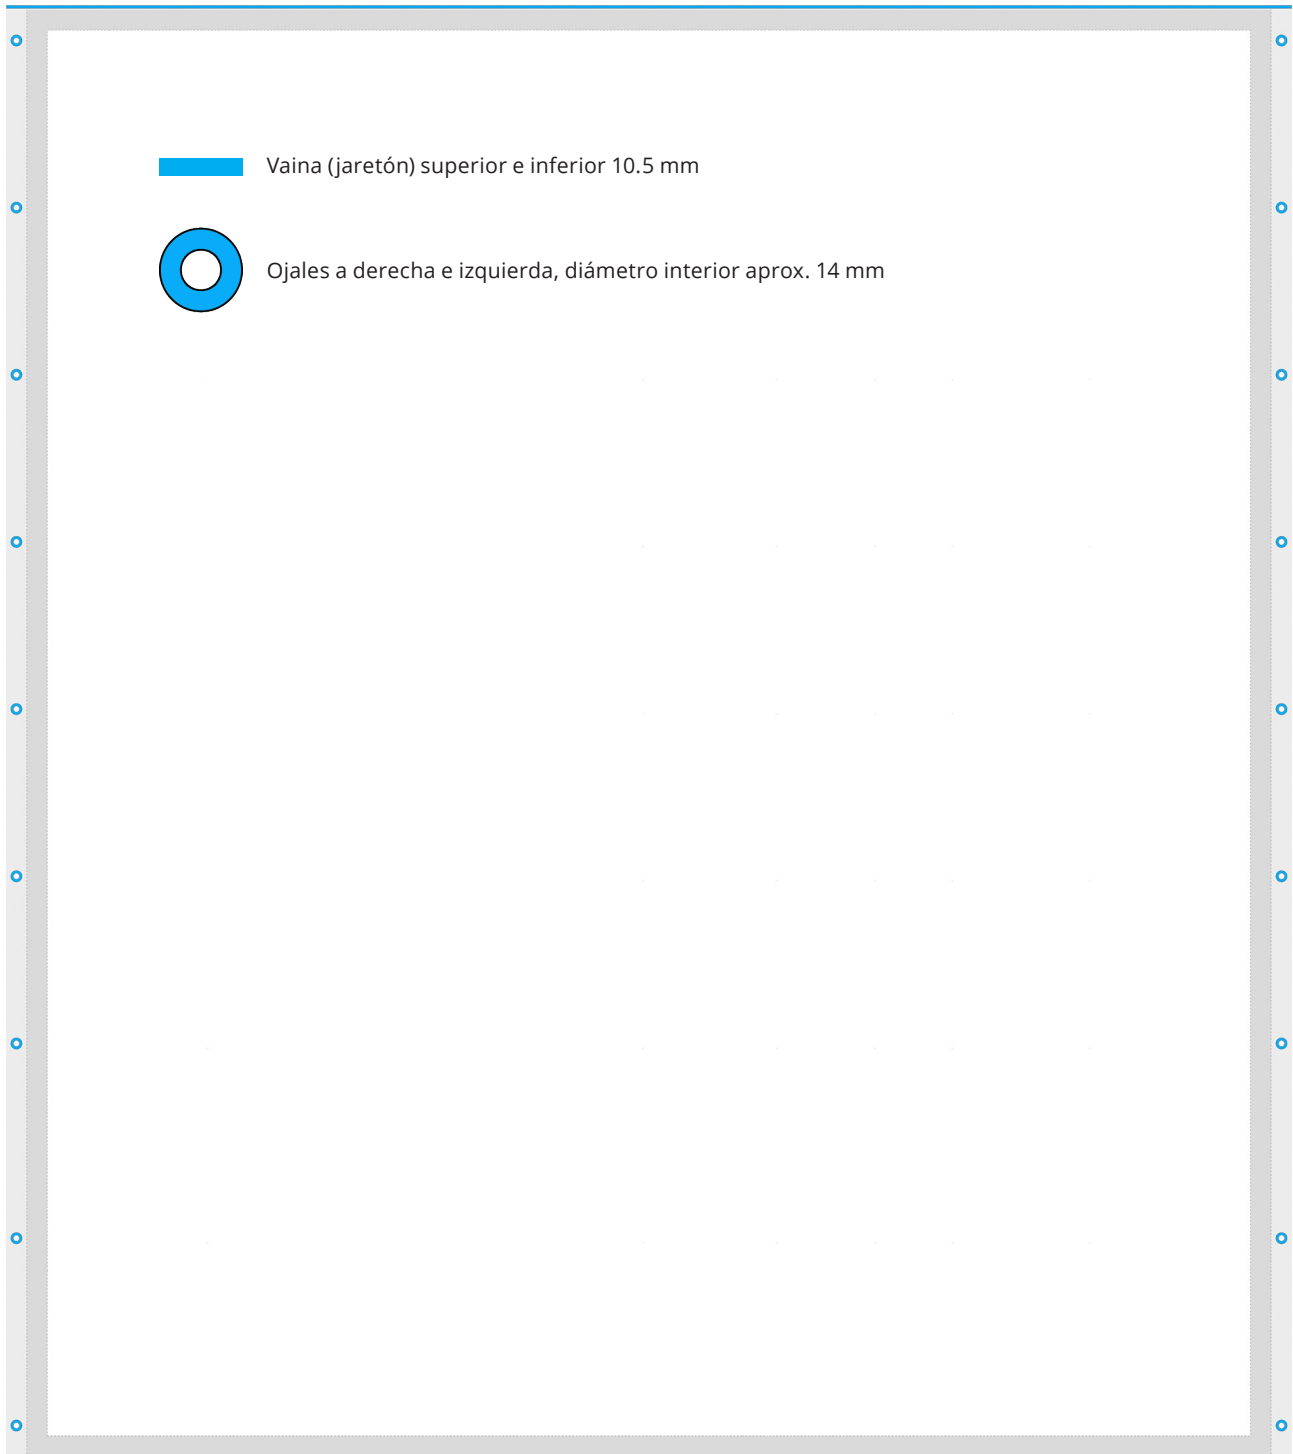 Vaina (jaretón) superior e inferior 10.5 mm
Ojales a derecha e izquierda, diámetro interior aprox. 14 mm